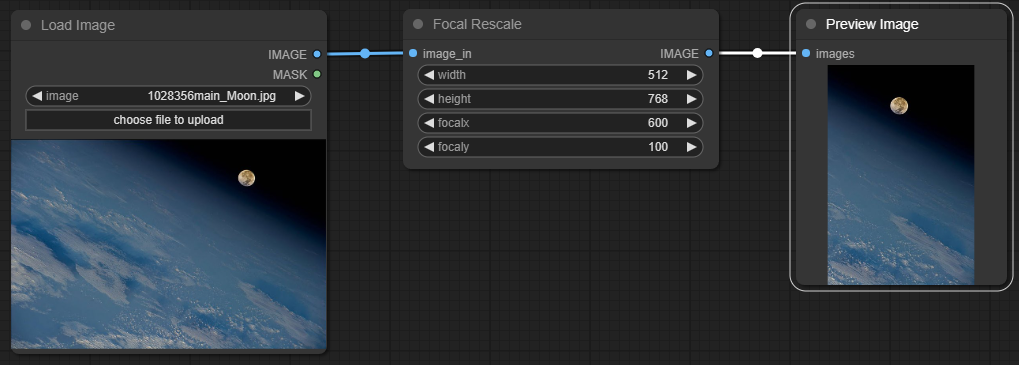 Load Image
IMAGE
MASK
image 1028356main_Moon.jpg
choose file to upload
Focal Rescale
image_in IMAGE
width 512
height 768
focalx 600
focaly 100
Preview Image
images